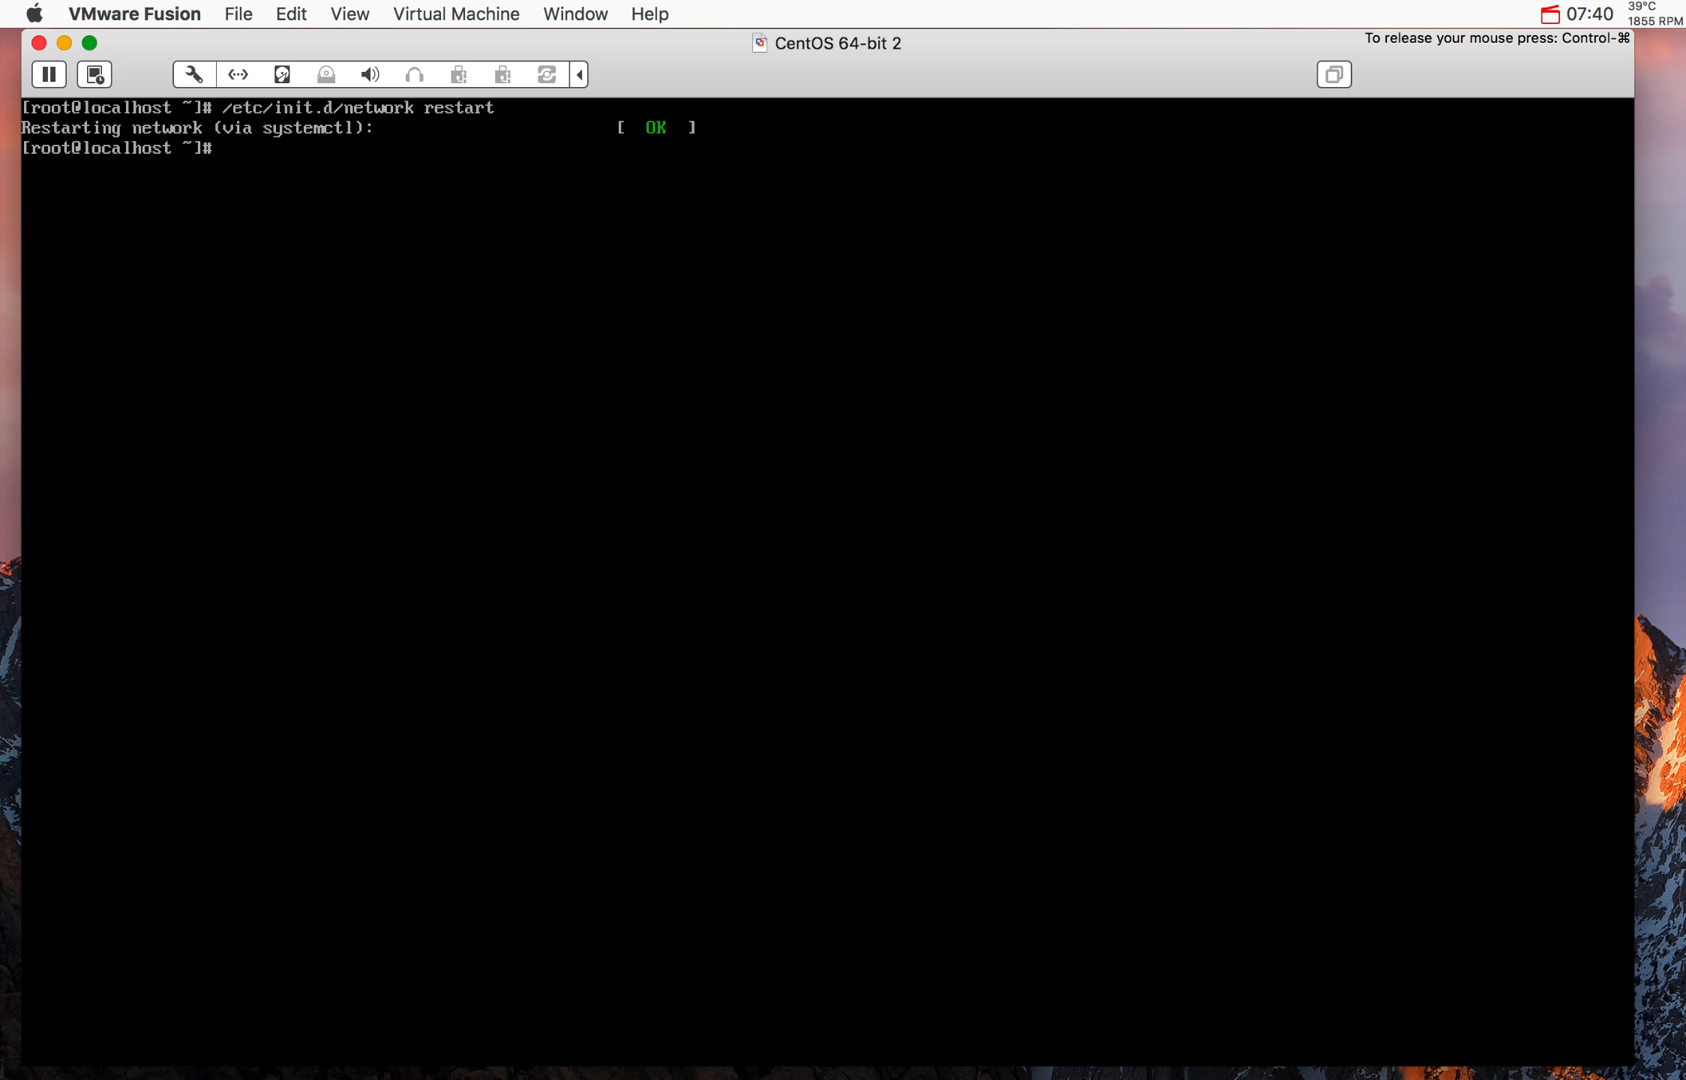 VMware Fusion File Edit View Virtual Machine Window Help 07:40 39°C
1855 RPM
CentOS 64-bit 2 To release your mouse press: Control-⌘
[root@localhost ~]# /etc/init.d/network restart
Restarting network (via systemctl): [ OK ]
[root@localhost ~]#